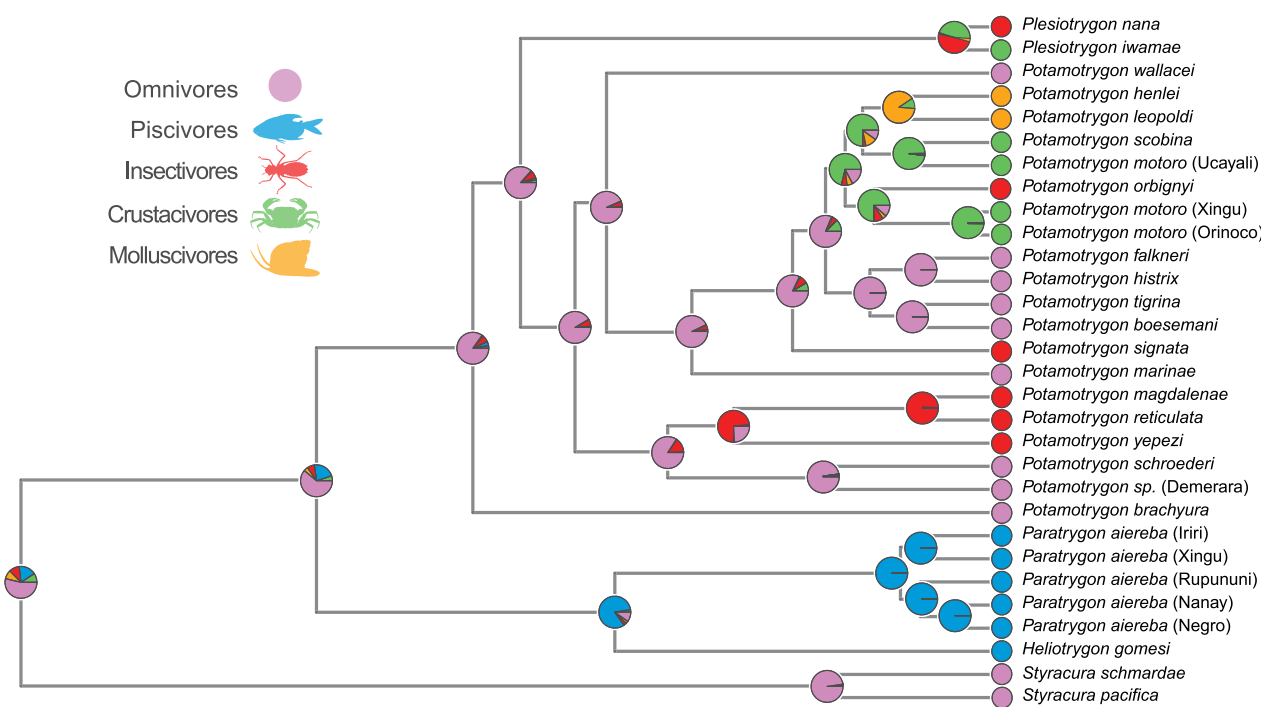 Omnivores
Piscivores
Insectivores
Crustacivores
Molluscivores
Plesiotrygon nana
Plesiotrygon iwamae
Potamotrygon wallacei
Potamotrygon henlei
Potamotrygon leopoldi
Potamotrygon scobina
Potamotrygon motoro (Ucayali)
Potamotrygon orbignyi
Potamotrygon motoro (Xingu)
Potamotrygon motoro (Orinoco)
Potamotrygon falkneri
Potamotrygon histrix
Potamotrygon tigrina
Potamotrygon boesemani
Potamotrygon signata
Potamotrygon marinae
Potamotrygon magdalenae
Potamotrygon reticulata
Potamotrygon yepezi
Potamotrygon schroederi
Potamotrygon sp. (Demerara)
Potamotrygon brachyura
Paratrygon aiereba (Iriri)
Paratrygon aiereba (Xingu)
Paratrygon aiereba (Rupununi)
Paratrygon aiereba (Nanay)
Paratrygon aiereba (Negro)
Heliotrygon gomesi
Styracura schmardae
Styracura pacifica